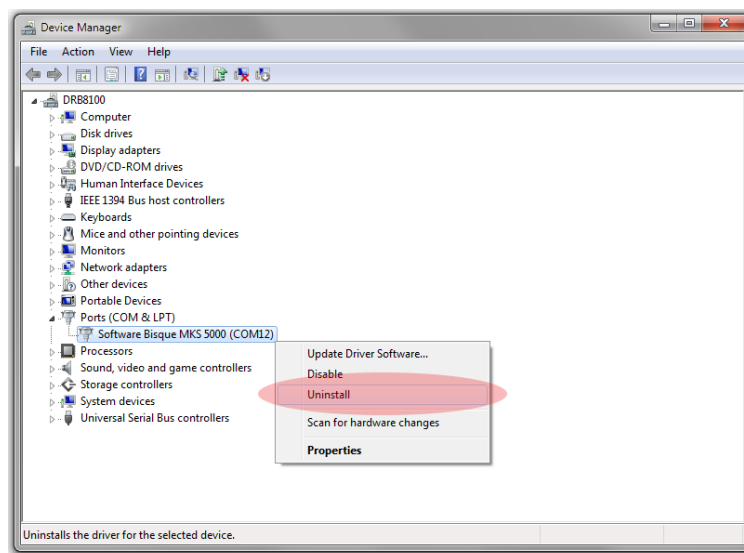 Device Manager
File Action View Help
DRB8100
Computer
Disk drives
Display adapters
DVD/CD-ROM drives
Human Interface Devices
IEEE 1394 Bus host controllers
Keyboards
Mice and other pointing devices
Monitors
Network adapters
Other devices
Portable Devices
Ports (COM & LPT)
Software Bisque MKS 5000 (COM12)
Processors
Sound, video and game controllers
Storage controllers
System devices
Universal Serial Bus controllers
Update Driver Software...
Disable
Uninstall
Scan for hardware changes
Properties
Uninstalls the driver for the selected device.